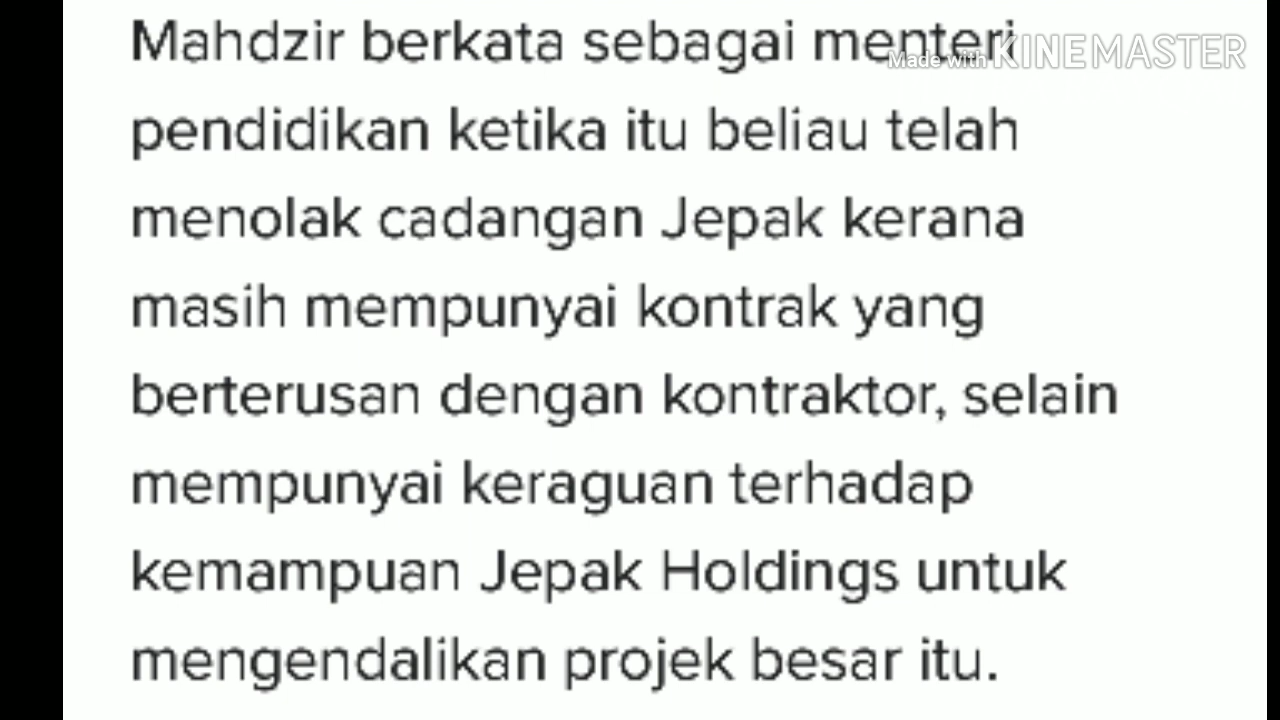 Mahdzir berkata sebagai menteri
Made with KINEMASTER
pendidikan ketika itu beliau telah
menolak cadangan Jepak kerana
masih mempunyai kontrak yang
berterusan dengan kontraktor, selain
mempunyai keraguan terhadap
kemampuan Jepak Holdings untuk
mengendalikan projek besar itu.